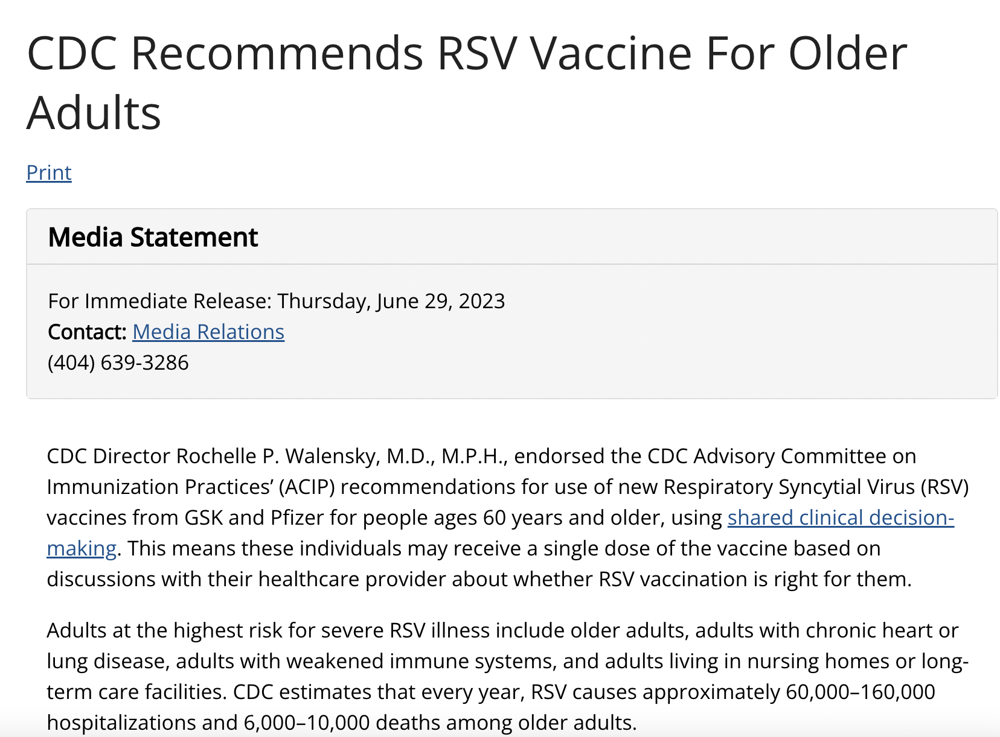 CDC Recommends RSV Vaccine For Older
Adults
Print
Media Statement
For Immediate Release: Thursday, June 29, 2023
Contact: Media Relations
(404) 639-3286
CDC Director Rochelle P. Walensky, M.D., M.P.H., endorsed the CDC Advisory Committee on
Immunization Practices’ (ACIP) recommendations for use of new Respiratory Syncytial Virus (RSV)
vaccines from GSK and Pfizer for people ages 60 years and older, using shared clinical decision-
making. This means these individuals may receive a single dose of the vaccine based on
discussions with their healthcare provider about whether RSV vaccination is right for them.
Adults at the highest risk for severe RSV illness include older adults, adults with chronic heart or
lung disease, adults with weakened immune systems, and adults living in nursing homes or long-
term care facilities. CDC estimates that every year, RSV causes approximately 60,000–160,000
hospitalizations and 6,000–10,000 deaths among older adults.